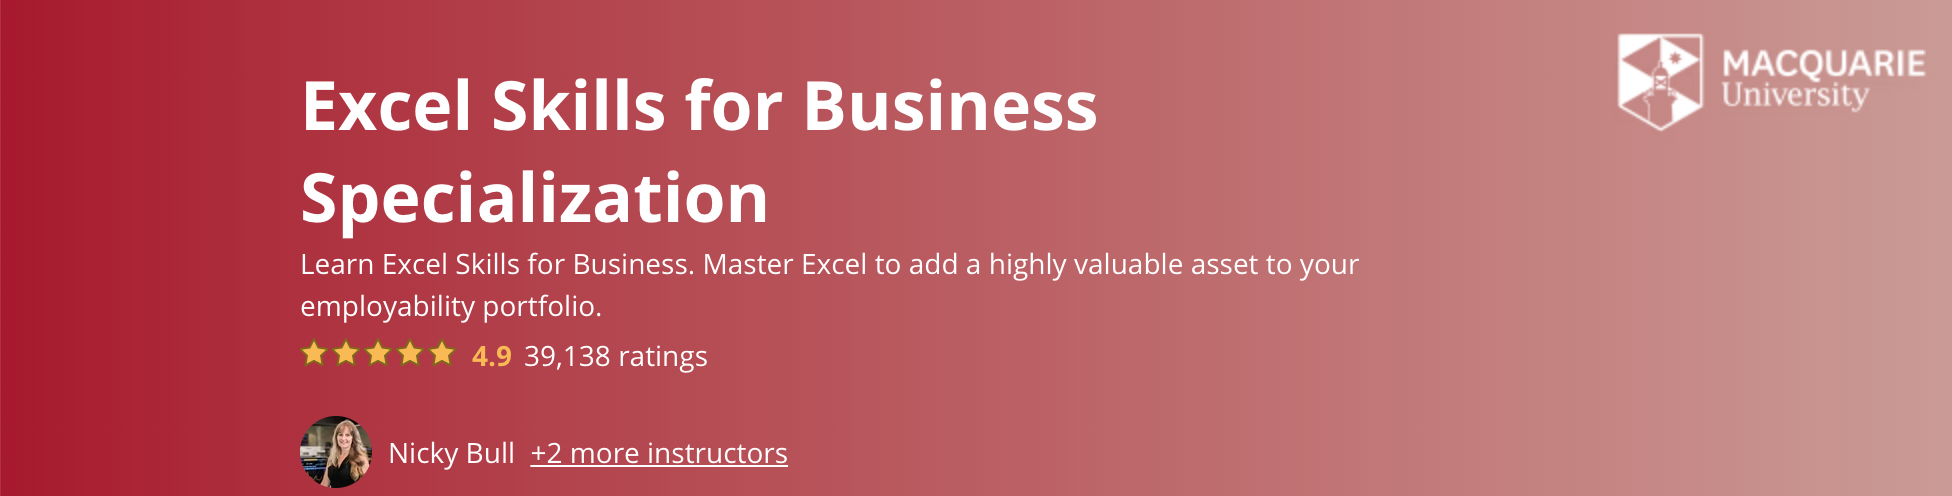 MACQUARIE
University
Excel Skills for Business
Specialization
Learn Excel Skills for Business. Master Excel to add a highly valuable asset to your
employability portfolio.
4.9 39,138 ratings
Nicky Bull +2 more instructors